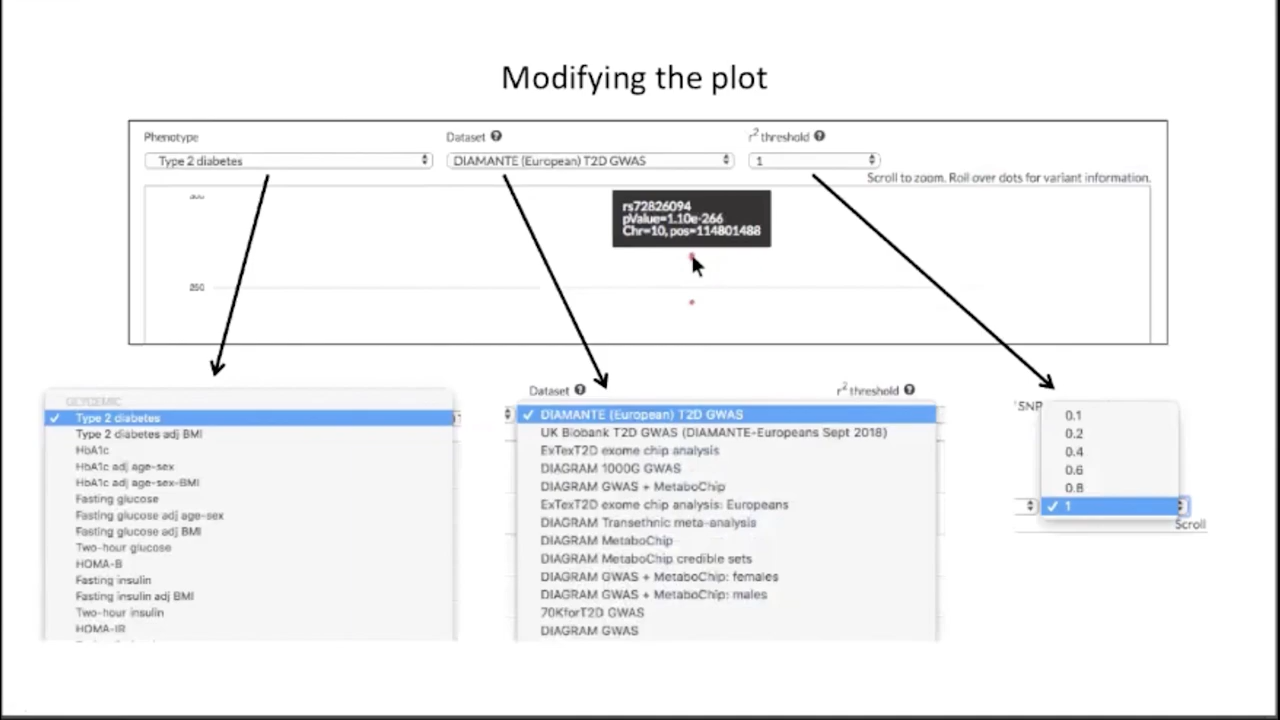 Modifying the plot
Phenotype
Dataset ?
r² threshold ?
Type 2 diabetes
DIAMANTE (European) T2D GWAS
1
Scroll to zoom. Roll over dots for variant information.
300
rs72826094
pValue=1.10e-266
Chr=10, pos=114801488
250
GLYCEMIC
✓ Type 2 diabetes
Type 2 diabetes adj BMI
HbA1c
HbA1c adj age-sex
HbA1c adj age-sex-BMI
Fasting glucose
Fasting glucose adj age-sex
Fasting glucose adj BMI
Two-hour glucose
HOMA-B
Fasting insulin
Fasting insulin adj BMI
Two-hour insulin
HOMA-IR
Dataset ?
r² threshold ?
✓ DIAMANTE (European) T2D GWAS
UK Biobank T2D GWAS (DIAMANTE-Europeans Sept 2018)
ExTexT2D exome chip analysis
DIAGRAM 1000G GWAS
DIAGRAM GWAS + MetaboChip
ExTexT2D exome chip analysis: Europeans
DIAGRAM Transethnic meta-analysis
DIAGRAM MetaboChip
DIAGRAM MetaboChip credible sets
DIAGRAM GWAS + MetaboChip: females
DIAGRAM GWAS + MetaboChip: males
70KforT2D GWAS
DIAGRAM GWAS
SNP
0.1
0.2
0.4
0.6
0.8
✓ 1
Scroll